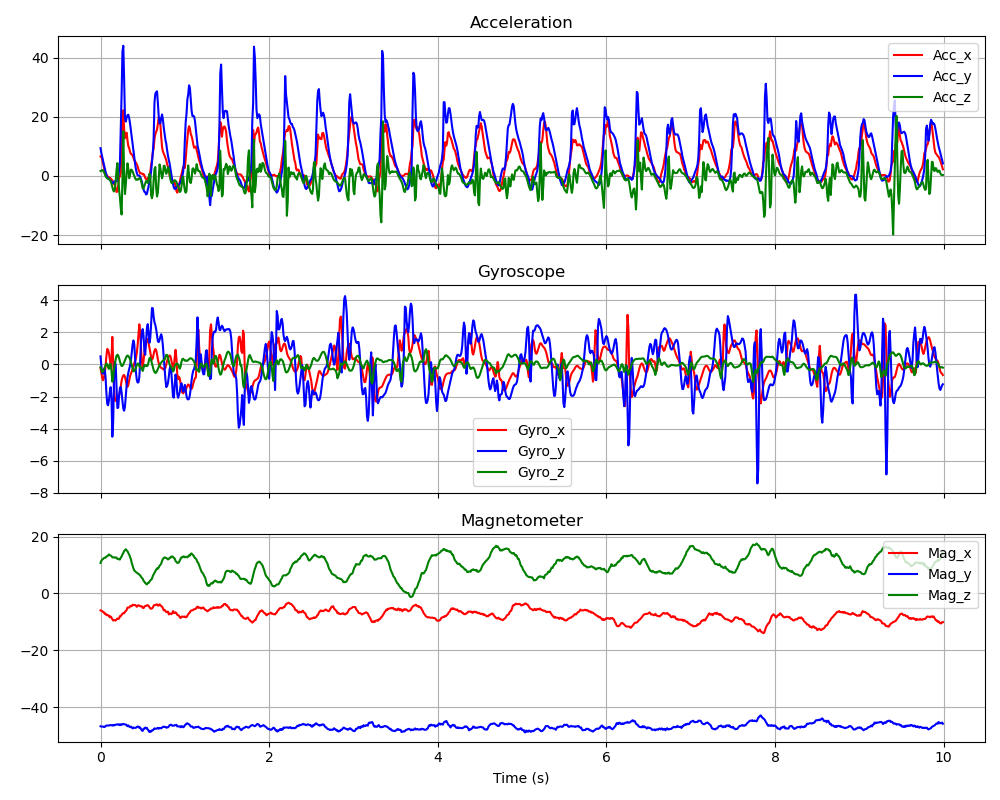 Acceleration
40
20
0
−20
Acc_x
Acc_y
Acc_z
Gyroscope
4
2
0
−2
−4
−6
−8
Gyro_x
Gyro_y
Gyro_z
Magnetometer
20
0
−20
−40
Mag_x
Mag_y
Mag_z
0 2 4 6 8 10
Time (s)